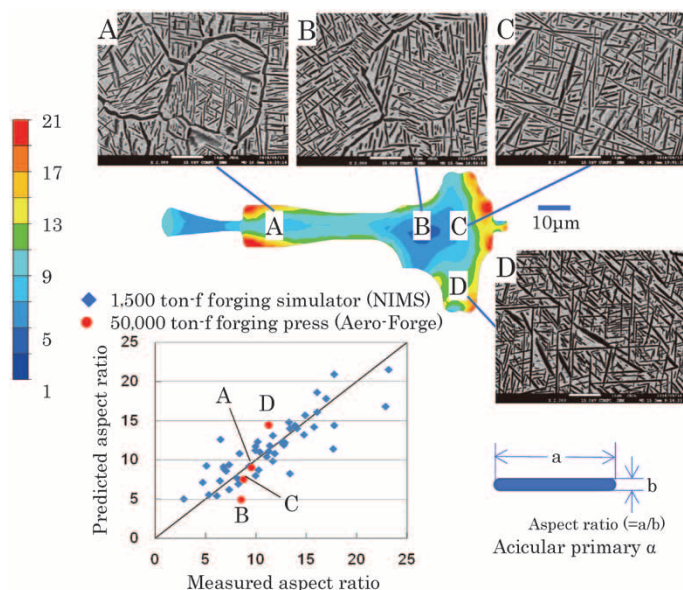 A
B
C
21
17
13
9
5
1
A
B
C
D
10μm
D
1,500 ton-f forging simulator (NIMS)
50,000 ton-f forging press (Aero-Forge)
Predicted aspect ratio
25
20
15
10
5
0
A
D
B
C
0
5
10
15
20
25
Measured aspect ratio
a
b
Aspect ratio (=a/b)
Acicular primary α